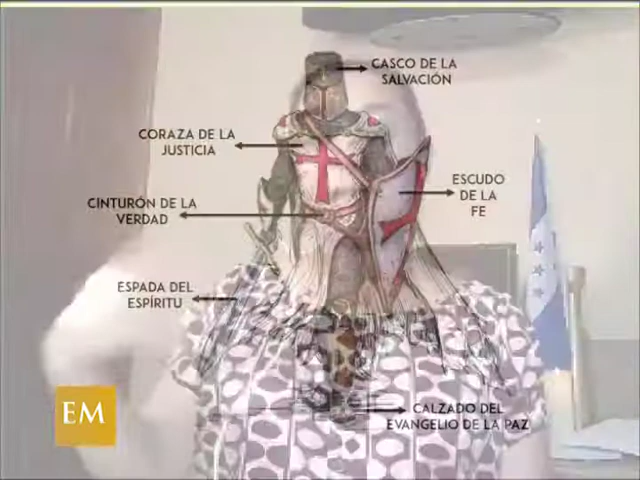 CASCO DE LA
SALVACIÓN
CORAZA DE LA
JUSTICIA
ESCUDO
DE LA
FE
CINTURÓN DE LA
VERDAD
ESPADA DEL
ESPÍRITU
EM
CALZADO DEL
EVANGELIO DE LA PAZ